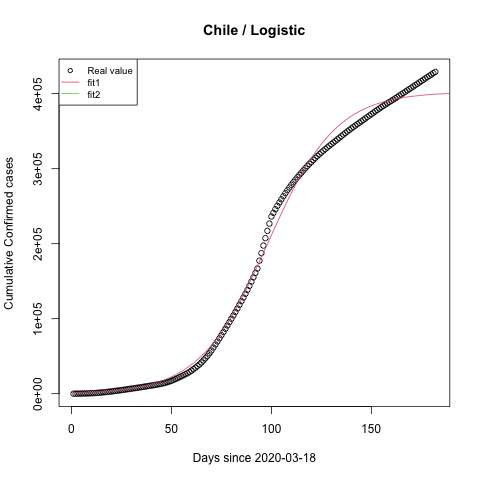 Chile / Logistic
Real value
fit1
fit2
Cumulative Confirmed cases
0e+00
1e+05
2e+05
3e+05
4e+05
0
50
100
150
Days since 2020-03-18